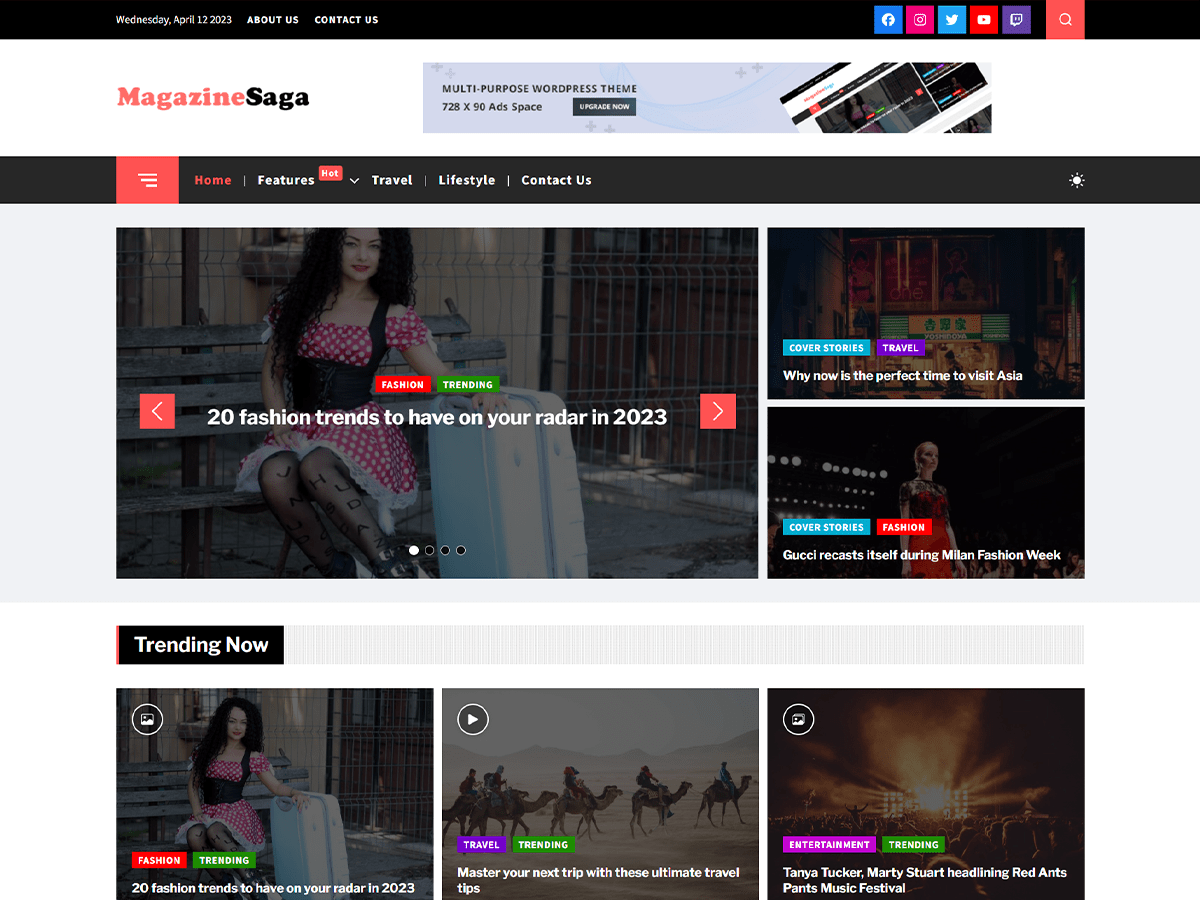 Wednesday, April 12 2023 ABOUT US CONTACT US
MagazineSaga
MULTI-PURPOSE WORDPRESS THEME
728 X 90 Ads Space UPGRADE NOW
Home | Features Hot Travel | Lifestyle | Contact Us
FASHION TRENDING
20 fashion trends to have on your radar in 2023
吉野家
YOSHINOYA
COVER STORIES TRAVEL
Why now is the perfect time to visit Asia
COVER STORIES FASHION
Gucci recasts itself during Milan Fashion Week
Trending Now
FASHION TRENDING
20 fashion trends to have on your radar in 2023
TRAVEL TRENDING
Master your next trip with these ultimate travel
tips
ENTERTAINMENT TRENDING
Tanya Tucker, Marty Stuart headlining Red Ants
Pants Music Festival